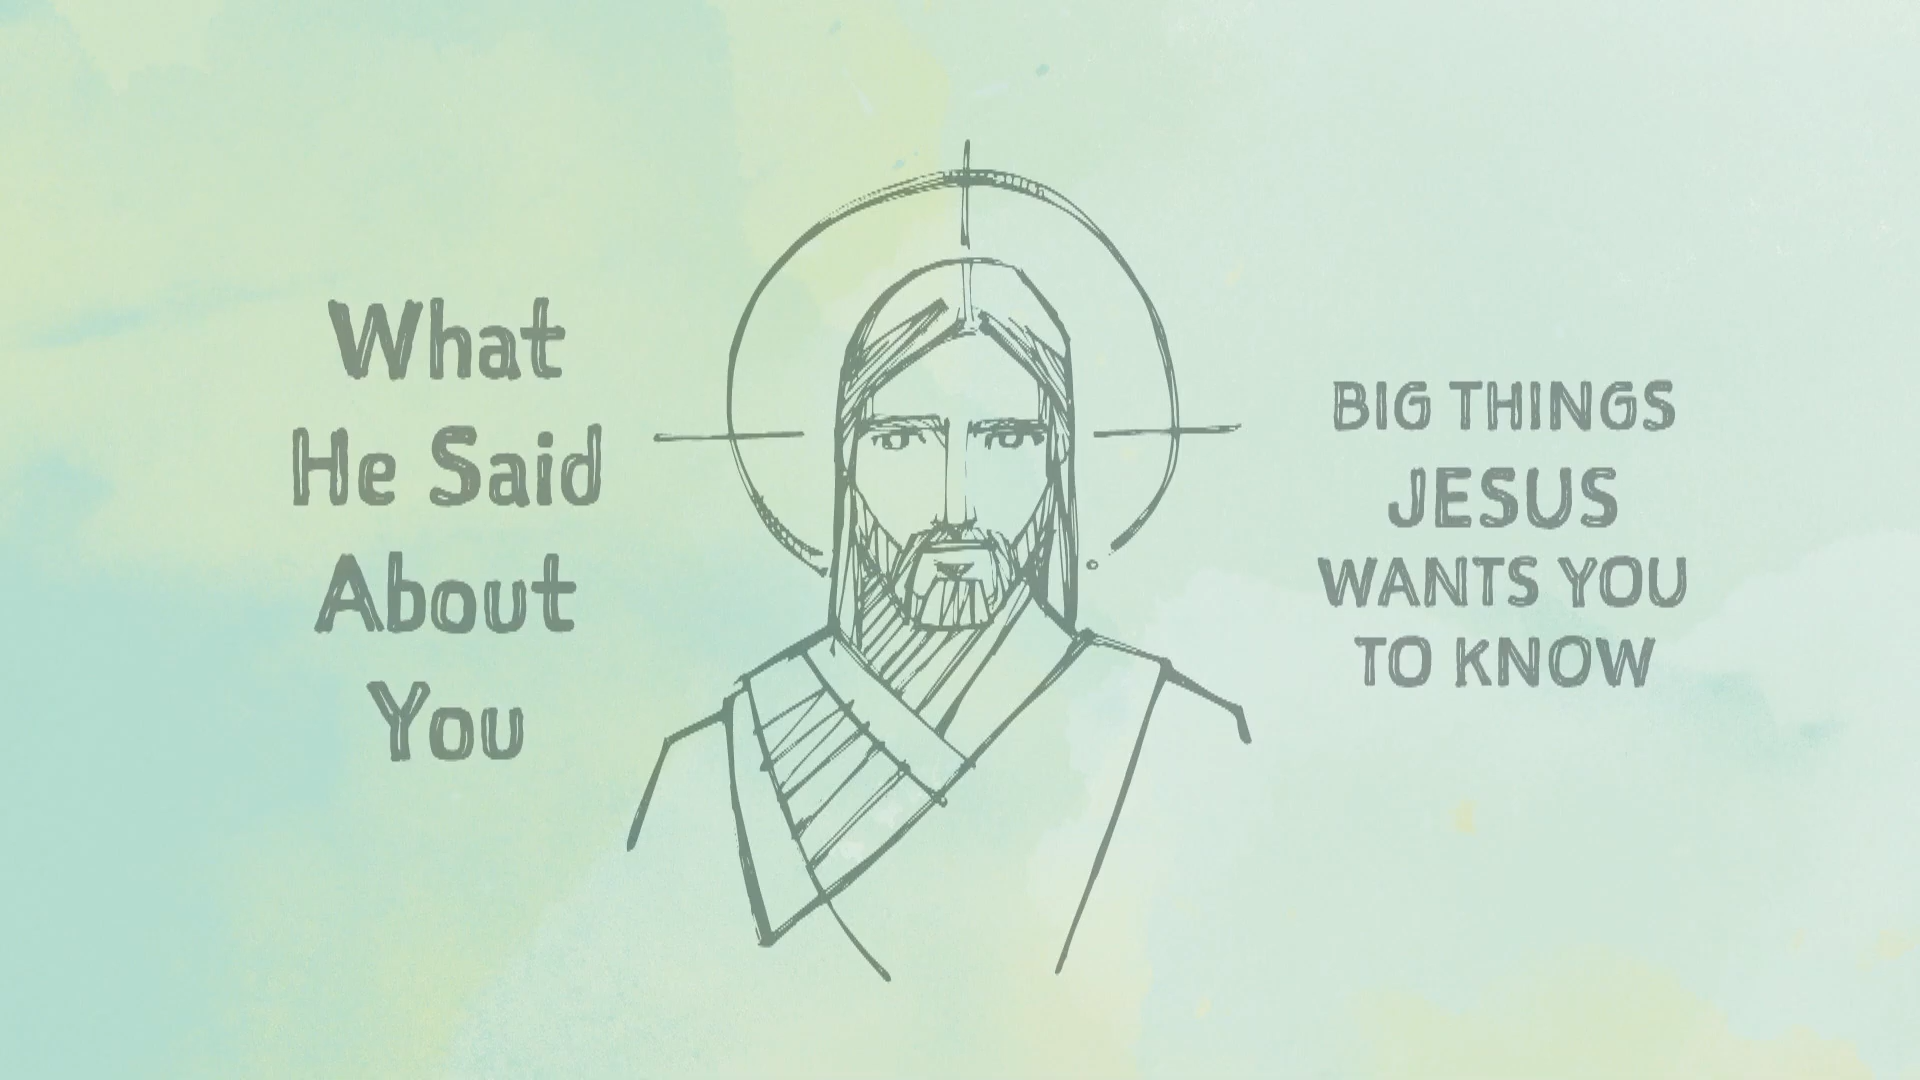 What
He Said
About
You
BIG THINGS
JESUS
WANTS YOU
TO KNOW